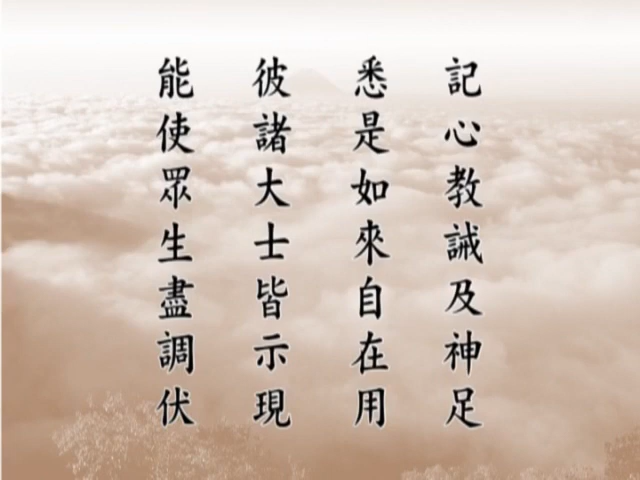 記心教誡及神足
悉是如來自在用
彼諸大士皆示現
能使眾生盡調伏